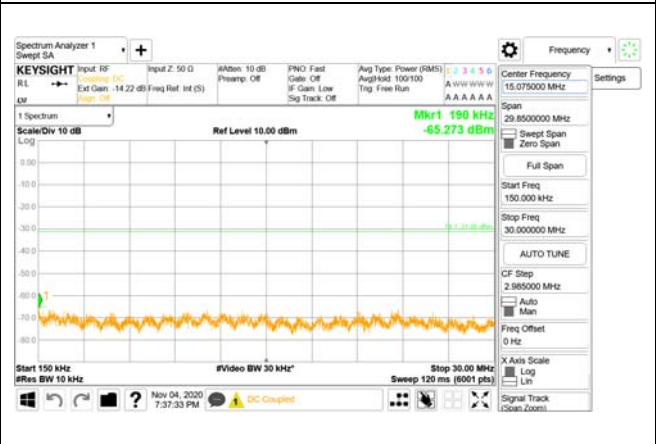 Spectrum Analyzer 1
Swept SA
+
Frequency
KEYSIGHT
Input: RF
Input Z: 50 Ω
#Atten: 10 dB
PNO: Fast
Avg Type: Power (RMS)
1 2 3 4 5 6
RL
Coupling: DC
Preamp: Off
Gate: Off
Avg|Hold: 100/100
A W W W W W
Ext Gain: -14.22 dB
Freq Ref: Int (S)
IF Gain: Low
Trig: Free Run
Align: Off
Sig Track: Off
A A A A A A
1 Spectrum
Mkr1 190 kHz
Scale/Div 10 dB
Ref Level 10.00 dBm
-65.273 dBm
Log
0.00
-10.0
-20.0
-30.0
-40.0
-50.0
-60.0
1
-70.0
-80.0
Start 150 kHz
#Video BW 30 kHz*
Stop 30.00 MHz
#Res BW 10 kHz
Sweep 120 ms (6001 pts)
?
Nov 04, 2020
7:37:33 PM
1
DC Coupled
Center Frequency
15.075000 MHz
Settings
Span
29.8500000 MHz
Swept Span
Zero Span
Full Span
Start Freq
150.000 kHz
Stop Freq
30.000000 MHz
AUTO TUNE
CF Step
2.985000 MHz
Auto
Man
Freq Offset
0 Hz
X Axis Scale
Log
Lin
Signal Track
(Span Zoom)